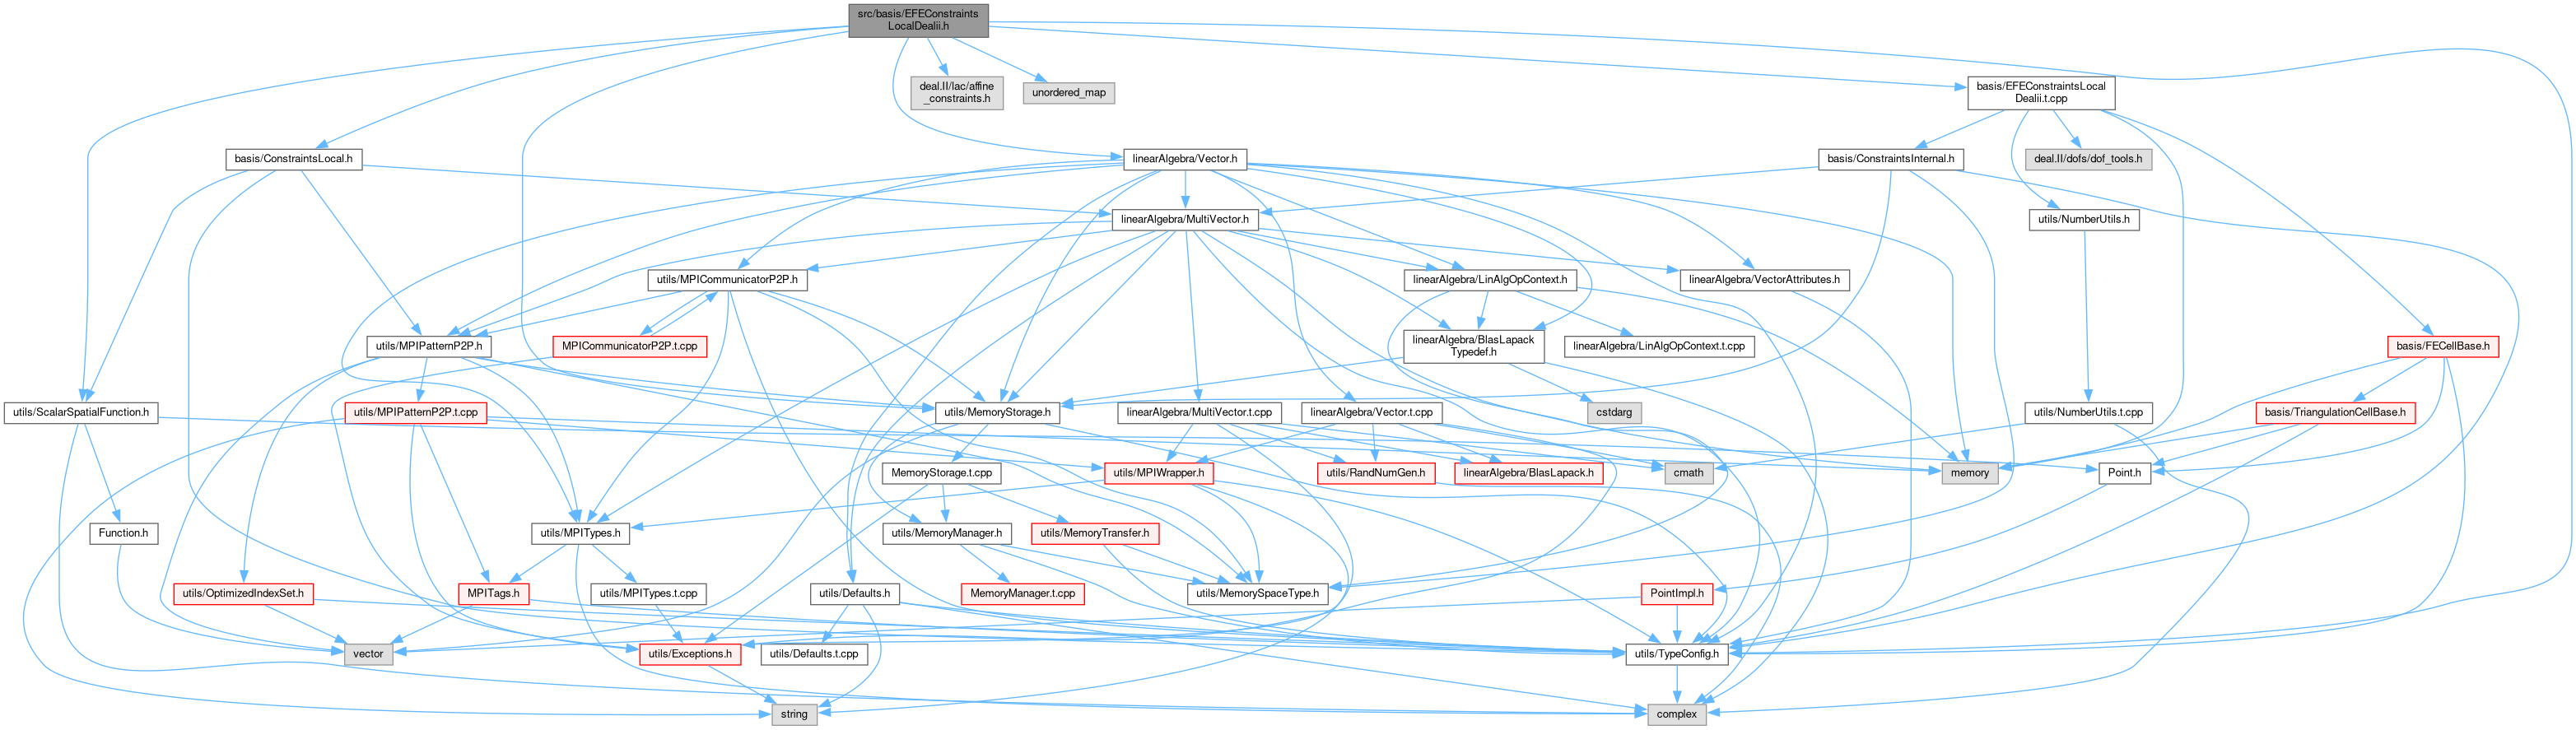 src/basis/EFEConstraints
LocalDealii.h
deal.II/lac/affine
_constraints.h
unordered_map
basis/EFEConstraintsLocal
Dealii.t.cpp
basis/ConstraintsLocal.h
linearAlgebra/Vector.h
basis/ConstraintsInternal.h
deal.II/dofs/dof_tools.h
linearAlgebra/MultiVector.h
utils/NumberUtils.h
utils/MPICommunicatorP2P.h
linearAlgebra/LinAlgOpContext.h
linearAlgebra/VectorAttributes.h
utils/MPIPatternP2P.h
MPICommunicatorP2P.t.cpp
linearAlgebra/BlasLapack
Typedef.h
linearAlgebra/LinAlgOpContext.t.cpp
basis/FECellBase.h
utils/ScalarSpatialFunction.h
utils/MPIPatternP2P.t.cpp
utils/MemoryStorage.h
linearAlgebra/MultiVector.t.cpp
linearAlgebra/Vector.t.cpp
cstdarg
utils/NumberUtils.t.cpp
basis/TriangulationCellBase.h
MemoryStorage.t.cpp
utils/MPIWrapper.h
utils/RandNumGen.h
linearAlgebra/BlasLapack.h
cmath
memory
Point.h
Function.h
utils/MPITypes.h
utils/MemoryManager.h
utils/MemoryTransfer.h
utils/OptimizedIndexSet.h
MPITags.h
utils/MPITypes.t.cpp
utils/Defaults.h
MemoryManager.t.cpp
utils/MemorySpaceType.h
PointImpl.h
vector
utils/Exceptions.h
utils/Defaults.t.cpp
utils/TypeConfig.h
string
complex